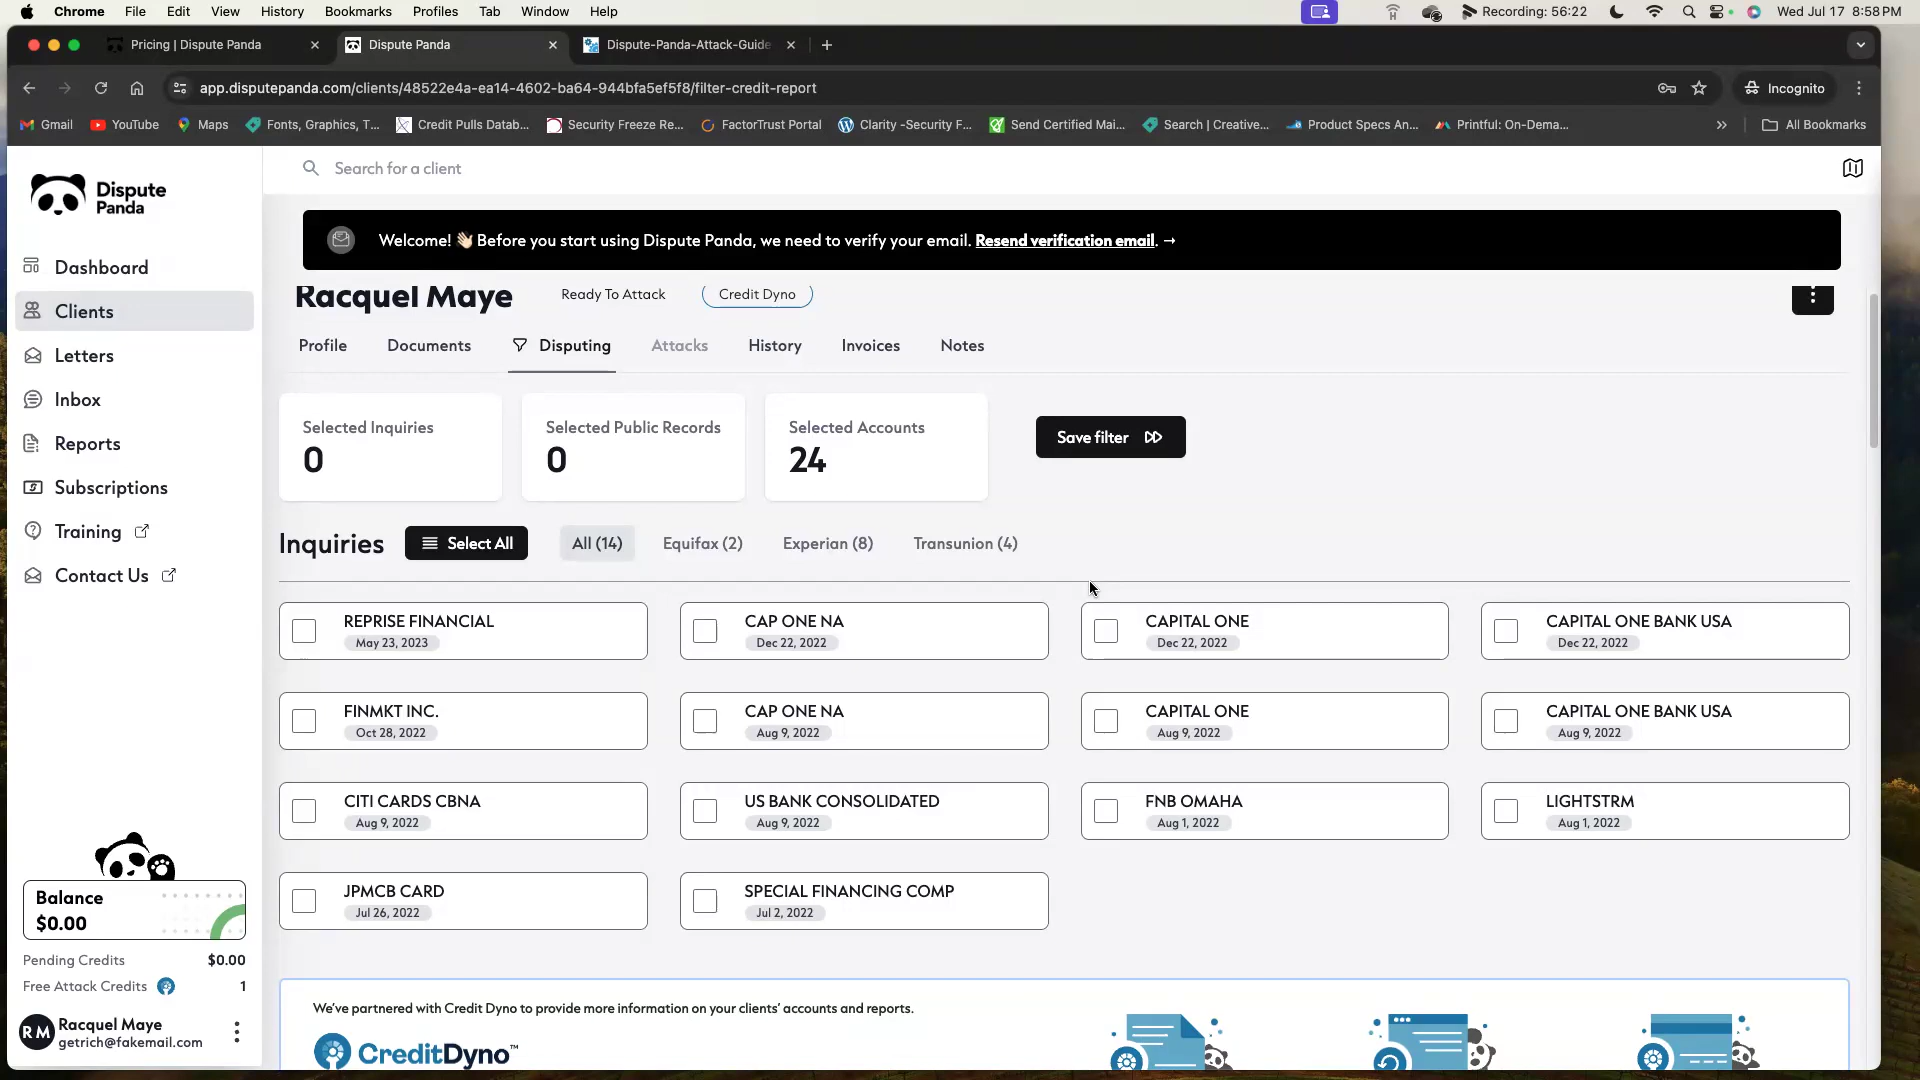 Chrome File Edit View History Bookmarks Profiles Tab Window Help Recording: 56:22 Wed Jul 17 8:58 PM
Pricing | Dispute Panda Dispute Panda Dispute-Panda-Attack-Guide
app.disputepanda.com/clients/48522e4a-ea14-4602-ba64-944bfa5ef5f8/filter-credit-report Incognito
Gmail YouTube Maps Fonts, Graphics, T... Credit Pulls Datab... Security Freeze Re... FactorTrust Portal Clarity -Security F... Send Certified Mai... Search | Creative... Product Specs An... Printful: On-Dema... » All Bookmarks
Dispute
Panda
Search for a client
Welcome! 👋🏻 Before you start using Dispute Panda, we need to verify your email. Resend verification email. →
Dashboard
Clients
Letters
Inbox
Reports
Subscriptions
Training
Contact Us
Balance
$0.00
Pending Credits $0.00
Free Attack Credits 1
RM Racquel Maye
getrich@fakemail.com
Racquel Maye Ready To Attack Credit Dyno
Profile Documents Disputing Attacks History Invoices Notes
Selected Inquiries
0
Selected Public Records
0
Selected Accounts
24
Save filter
Inquiries Select All All (14) Equifax (2) Experian (8) Transunion (4)
REPRISE FINANCIAL
May 23, 2023
CAP ONE NA
Dec 22, 2022
CAPITAL ONE
Dec 22, 2022
CAPITAL ONE BANK USA
Dec 22, 2022
FINMKT INC.
Oct 28, 2022
CAP ONE NA
Aug 9, 2022
CAPITAL ONE
Aug 9, 2022
CAPITAL ONE BANK USA
Aug 9, 2022
CITI CARDS CBNA
Aug 9, 2022
US BANK CONSOLIDATED
Aug 9, 2022
FNB OMAHA
Aug 1, 2022
LIGHTSTRM
Aug 1, 2022
JPMCB CARD
Jul 26, 2022
SPECIAL FINANCING COMP
Jul 2, 2022
We've partnered with Credit Dyno to provide more information on your clients' accounts and reports.
CreditDyno™